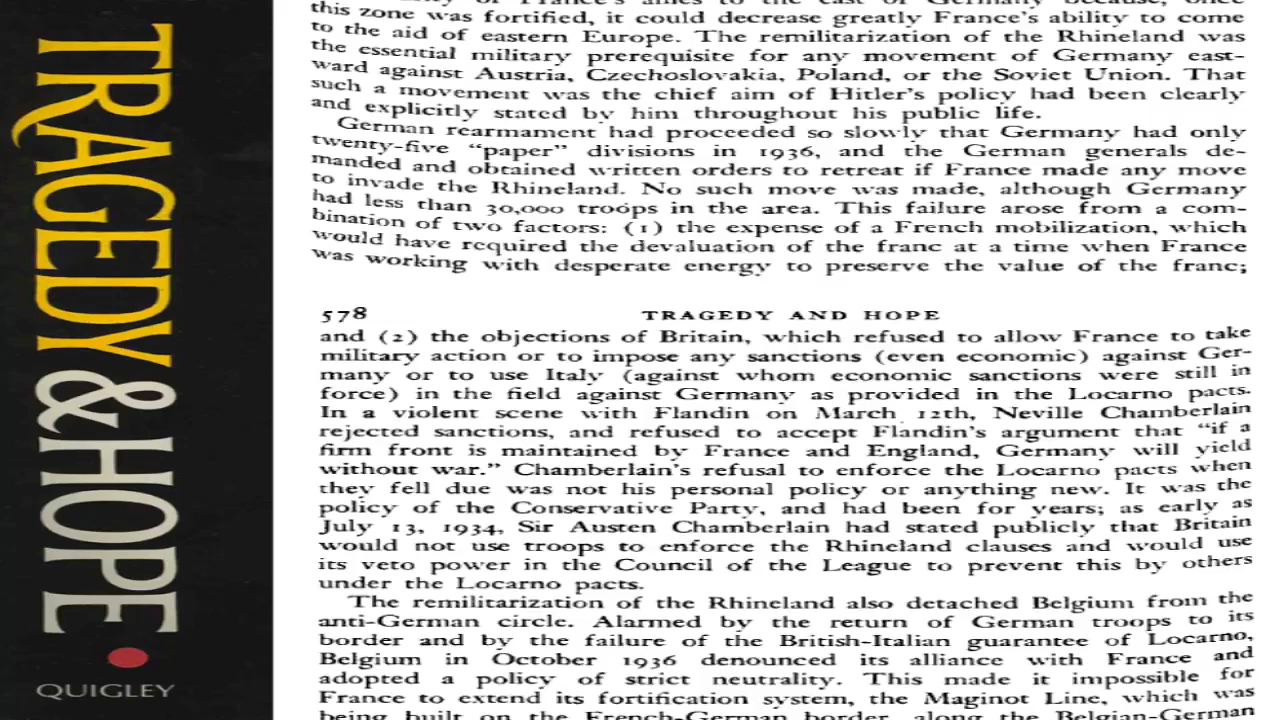 TRAGEDY & HOPE
QUIGLEY
this zone was fortified, it could decrease greatly France's ability to come
to the aid of eastern Europe. The remilitarization of the Rhineland was
the essential military prerequisite for any movement of Germany east-
ward against Austria, Czechoslovakia, Poland, or the Soviet Union. That
such a movement was the chief aim of Hitler's policy had been clearly
and explicitly stated by him throughout his public life.
German rearmament had proceeded so slowly that Germany had only
twenty-five "paper" divisions in 1936, and the German generals de-
manded and obtained written orders to retreat if France made any move
to invade the Rhineland. No such move was made, although Germany
had less than 30,000 troops in the area. This failure arose from a com-
bination of two factors: (1) the expense of a French mobilization, which
would have required the devaluation of the franc at a time when France
was working with desperate energy to preserve the value of the franc;
578 TRAGEDY AND HOPE
and (2) the objections of Britain, which refused to allow France to take
military action or to impose any sanctions (even economic) against Ger-
many or to use Italy (against whom economic sanctions were still in
force) in the field against Germany as provided in the Locarno pacts.
In a violent scene with Flandin on March 12th, Neville Chamberlain
rejected sanctions, and refused to accept Flandin's argument that "if a
firm front is maintained by France and England, Germany will yield
without war." Chamberlain's refusal to enforce the Locarno pacts when
they fell due was not his personal policy or anything new. It was the
policy of the Conservative Party, and had been for years; as early as
July 13, 1934, Sir Austen Chamberlain had stated publicly that Britain
would not use troops to enforce the Rhineland clauses and would use
its veto power in the Council of the League to prevent this by others
under the Locarno pacts.
The remilitarization of the Rhineland also detached Belgium from the
anti-German circle. Alarmed by the return of German troops to its
border and by the failure of the British-Italian guarantee of Locarno,
Belgium in October 1936 denounced its alliance with France and
adopted a policy of strict neutrality. This made it impossible for
France to extend its fortification system, the Maginot Line, which was
being built on the French-German border, along the Belgian-German